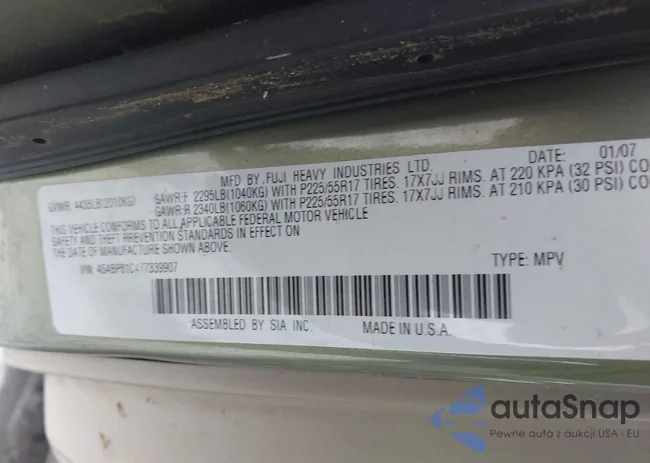 MFD BY.FUJI HEAVY INDUSTRIES LTD. DATE: 01/07
GVWR: 4435LB(2010KG) GAWR:F 2295LB(1040KG) WITH P225/55R17 TIRES. 17X7JJ RIMS. AT 220 KPA (32 PSI) CO
GAWR:R 2340LB(1060KG) WITH P225/55R17 TIRES. 17X7JJ RIMS. AT 210 KPA (30 PSI) CO
THIS VEHICLE CONFORMS TO ALL APPLICABLE FEDERAL MOTOR VEHICLE
SAFETY AND THEFT PREVENTION STANDARDS IN EFFECT ON
THE DATE OF MANUFACTURE SHOWN ABOVE.
VIN: 4S4BP61C477339907 TYPE: MPV
ASSEMBLED BY SIA INC. MADE IN U.S.A.
autoSnap
Pewne auta z aukcji USA i EU